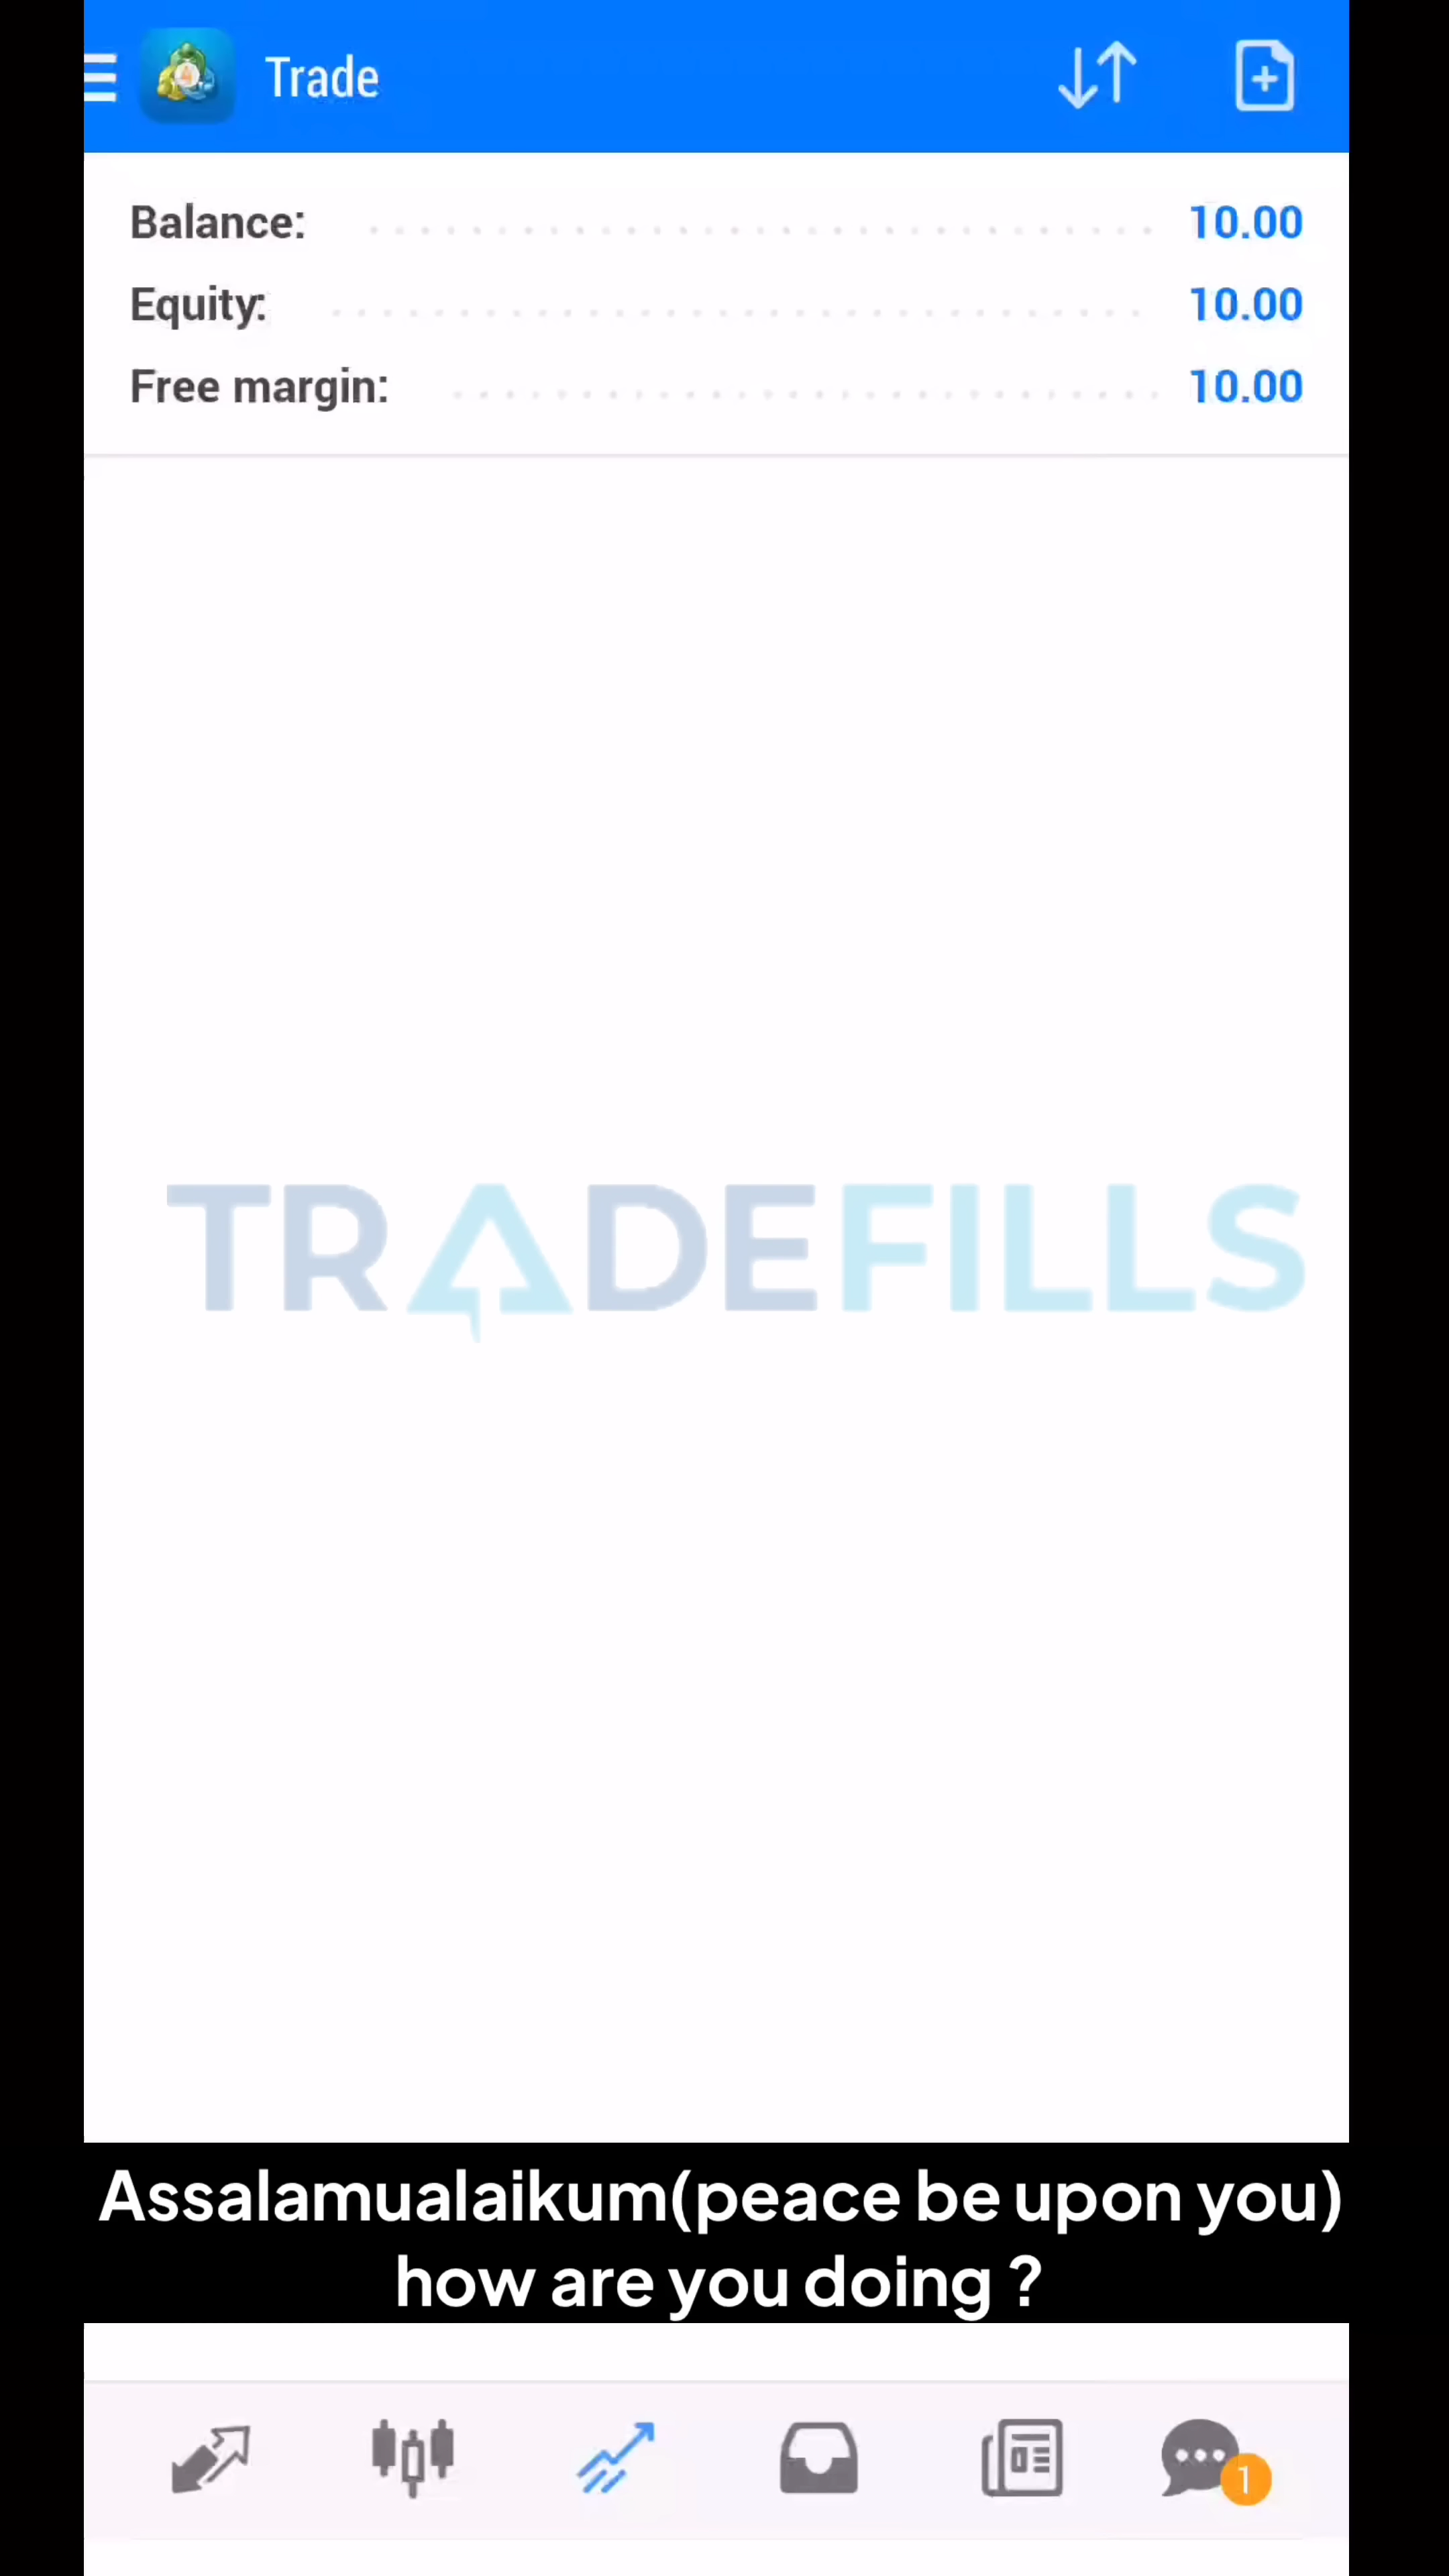 Trade
Balance: 10.00
Equity: 10.00
Free margin: 10.00
TRADEFILLS
Assalamualaikum(peace be upon you)
how are you doing ?
1